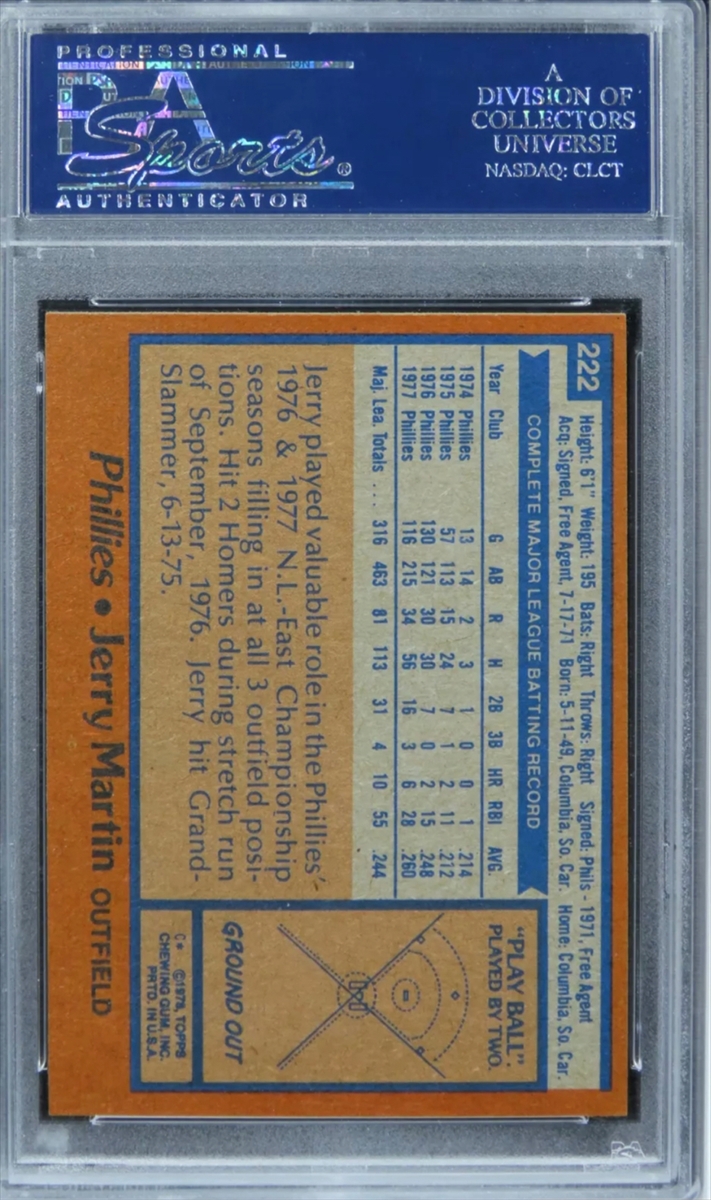 PROFESSIONAL
PSA
Sports®
AUTHENTICATOR
A
DIVISION OF
COLLECTORS
UNIVERSE
NASDAQ: CLCT
222
Height: 6'1" Weight: 195 Bats: Right Throws: Right Signed: Phils - 1971, Free Agent
Acq: Signed, Free Agent, 7-17-71 Born: 5-11-49, Columbia, So. Car. Home: Columbia, So. Car.
COMPLETE MAJOR LEAGUE BATTING RECORD
Year Club G AB R H 2B 3B HR RBI AVG.
1974 Phillies 13 14 2 3 1 0 0 1 .214
1975 Phillies 57 113 15 24 7 1 2 11 .212
1976 Phillies 130 121 30 30 7 0 2 15 .248
1977 Phillies 116 215 34 56 16 3 6 28 .260
Maj. Lea. Totals ... 316 463 81 113 31 4 10 55 .244
Jerry played valuable role in the Phillies'
1976 & 1977 N.L.-East Championship
seasons filling in at all 3 outfield posi-
tions. Hit 2 Homers during stretch run
of September, 1976. Jerry hit Grand-
Slammer, 6-13-75.
"PLAY BALL".
PLAYED BY TWO.
GROUND OUT
C* ©1978, TOPPS
CHEWING GUM, INC.
PRTD. IN U.S.A.
Phillies • Jerry Martin OUTFIELD